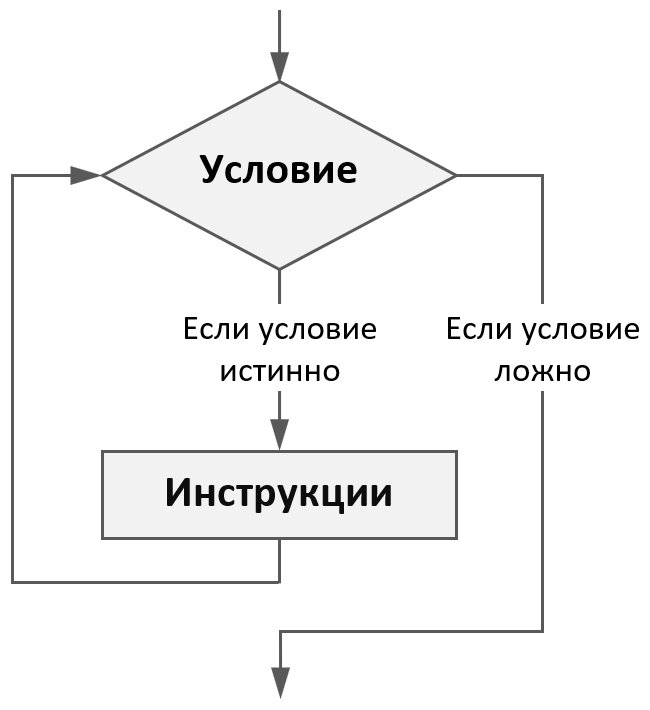 Условие
Если условие
истинно
Если условие
ложно
Инструкции